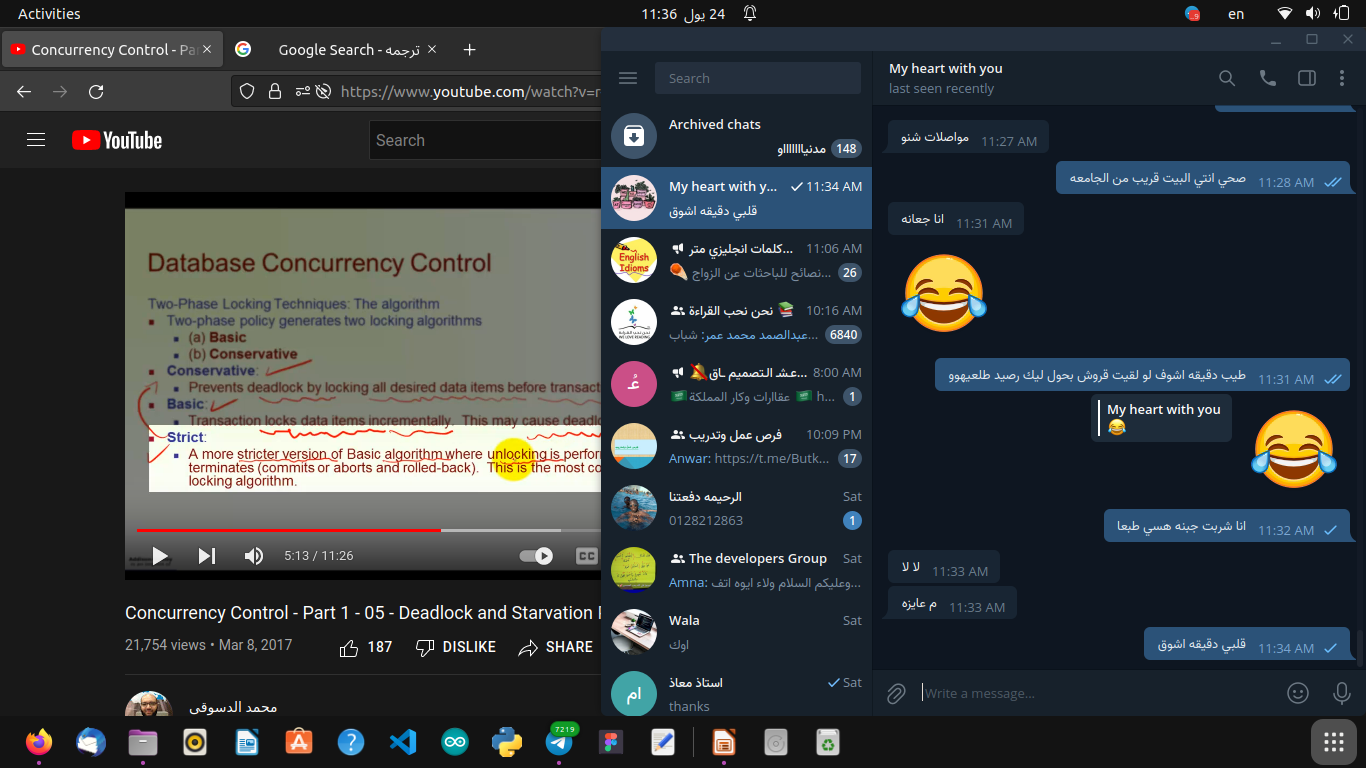 Activities
24 يول 11:36
en
Concurrency Control - Par
ترجمه - Google Search
https://www.youtube.com/watch?v=r
YouTube
Search
Database Concurrency Control
Two-Phase Locking Techniques: The algorithm
Two-phase policy generates two locking algorithms
(a) Basic
(b) Conservative
Conservative:
Prevents deadlock by locking all desired data items before transact
Basic:
Transaction locks data items incrementally. This may cause deadlo
Strict:
A more stricter version of Basic algorithm where unlocking is perfor
terminates (commits or aborts and rolled-back). This is the most co
locking algorithm.
5:13 / 11:26
CC
Concurrency Control - Part 1 - 05 - Deadlock and Starvation
21,754 views • Mar 8, 2017
187
DISLIKE
SHARE
محمد الدسوقي
Search
Archived chats
مدنياااااااو
148
My heart with y...
11:34 AM
قلبي دقيقه اشوق
English
Idioms
كلمات انجليزي متر...
11:06 AM
نصائح للباحثات عن الزواج...
26
نحن نحب القراءة
10:16 AM
عبدالصمد محمد عمر: شباب...
6840
عُـ
عـشـ التصميم ـاق...
8:00 AM
عقاارات وكار المملكة h...
1
فرص عمل وتدريب
10:09 PM
Anwar: https://t.me/Butk...
17
الرحيمه دفعتنا
Sat
0128212863
1
The developers Group
Sat
Amna: وعليكم السلام ولاء ايوه اتف...
Wala
Sat
اوك
ام
استاذ معاذ
Sat
thanks
My heart with you
last seen recently
مواصلات شنو
11:27 AM
صحي انتي البيت قريب من الجامعه
11:28 AM
انا جعانه
11:31 AM
طيب دقيقه اشوف لو لقيت قروش بحول ليك رصيد طلعيهوو
11:31 AM
My heart with you
انا شربت جبنه هسي طبعا
11:32 AM
لا لا
11:33 AM
م عايزه
11:33 AM
قلبي دقيقه اشوق
11:34 AM
Write a message...
7219